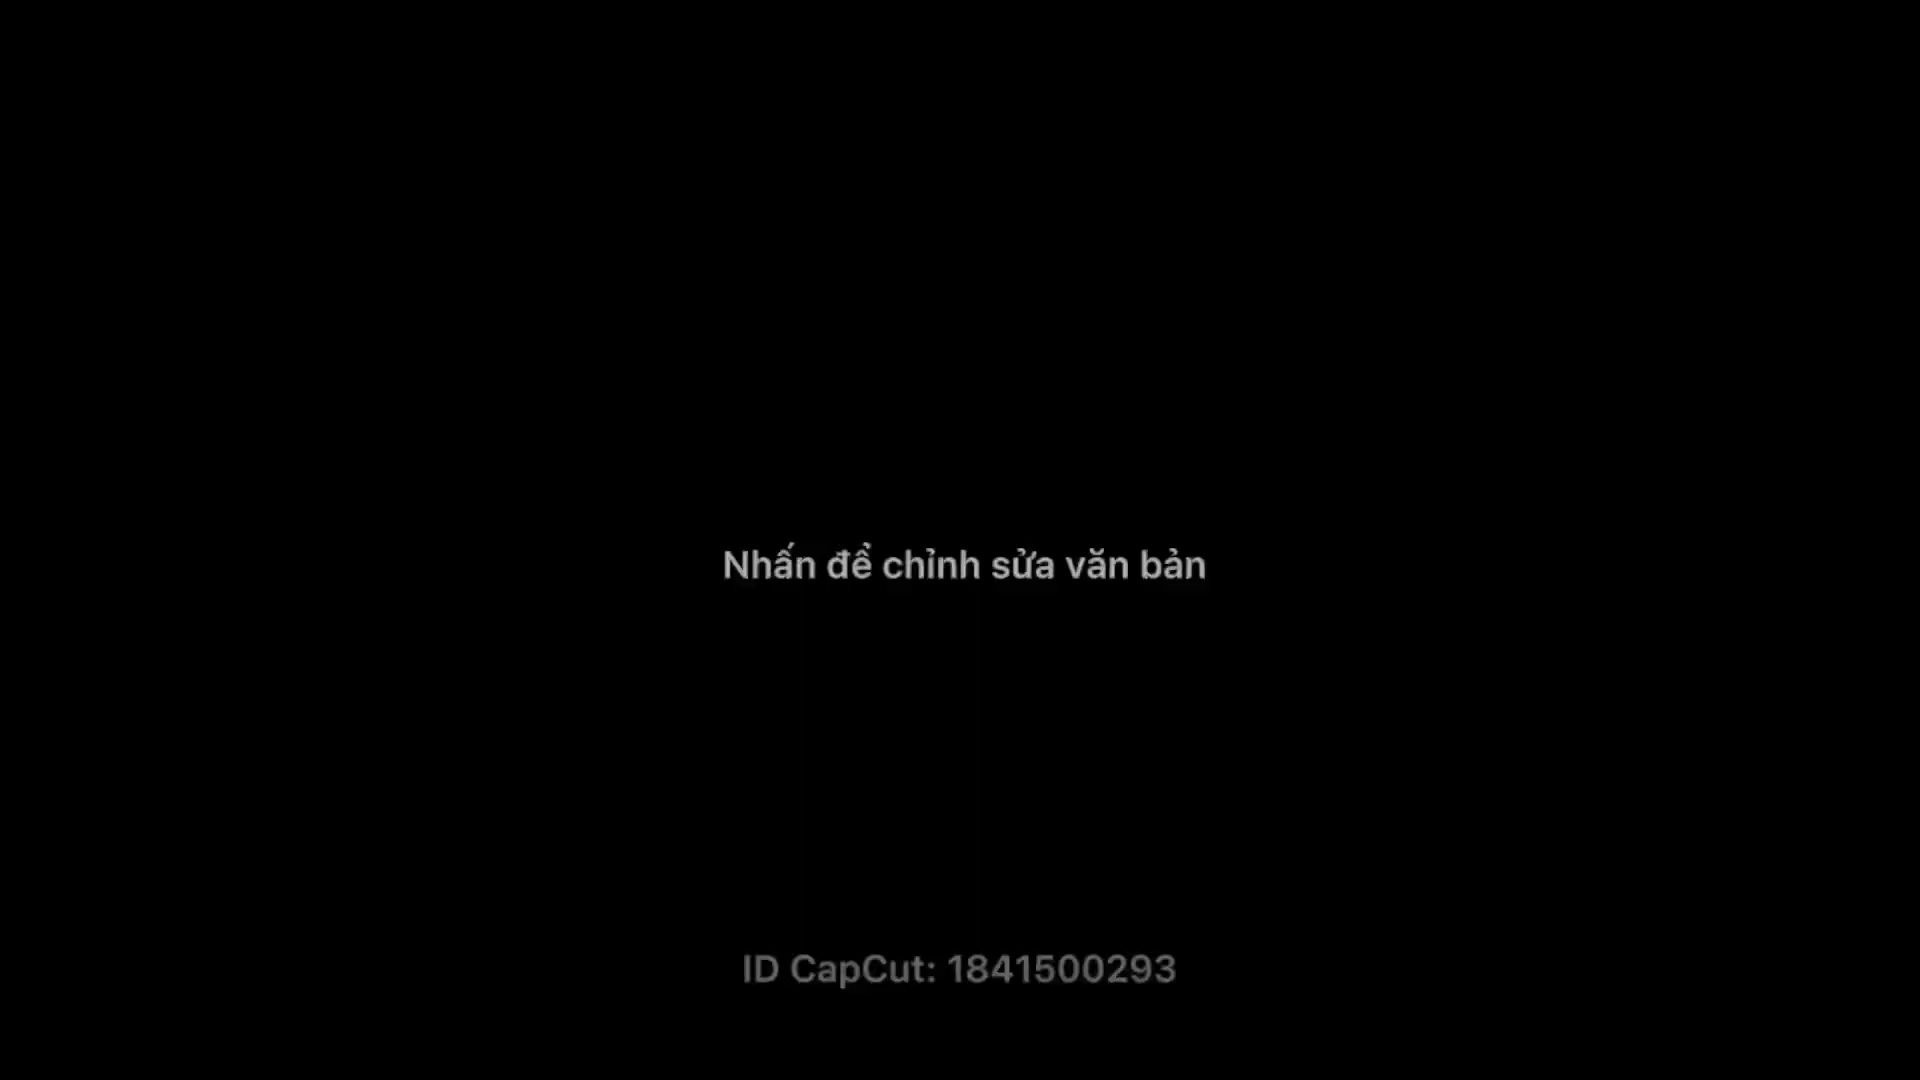 Nhấn để chỉnh sửa văn bản
ID CapCut: 1841500293